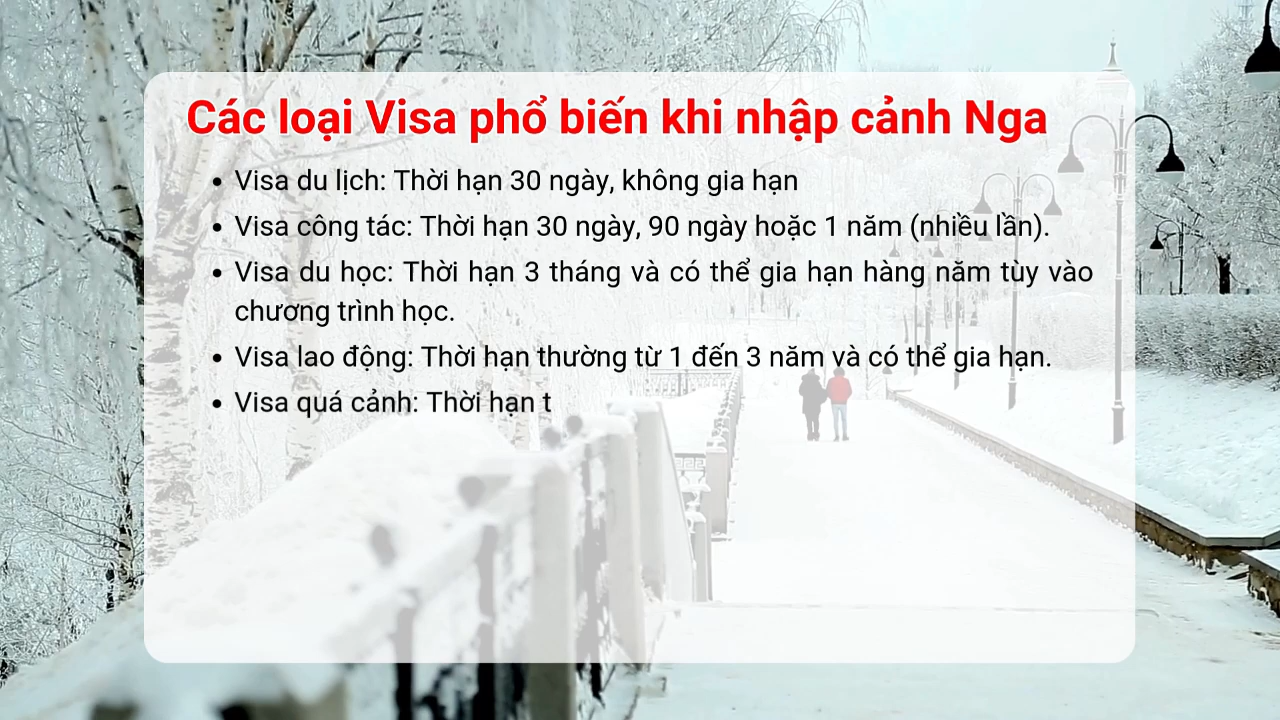 Các loại Visa phổ biến khi nhập cảnh Nga
• Visa du lịch: Thời hạn 30 ngày, không gia hạn
• Visa công tác: Thời hạn 30 ngày, 90 ngày hoặc 1 năm (nhiều lần).
• Visa du học: Thời hạn 3 tháng và có thể gia hạn hàng năm tùy vào
chương trình học.
• Visa lao động: Thời hạn thường từ 1 đến 3 năm và có thể gia hạn.
• Visa quá cảnh: Thời hạn t